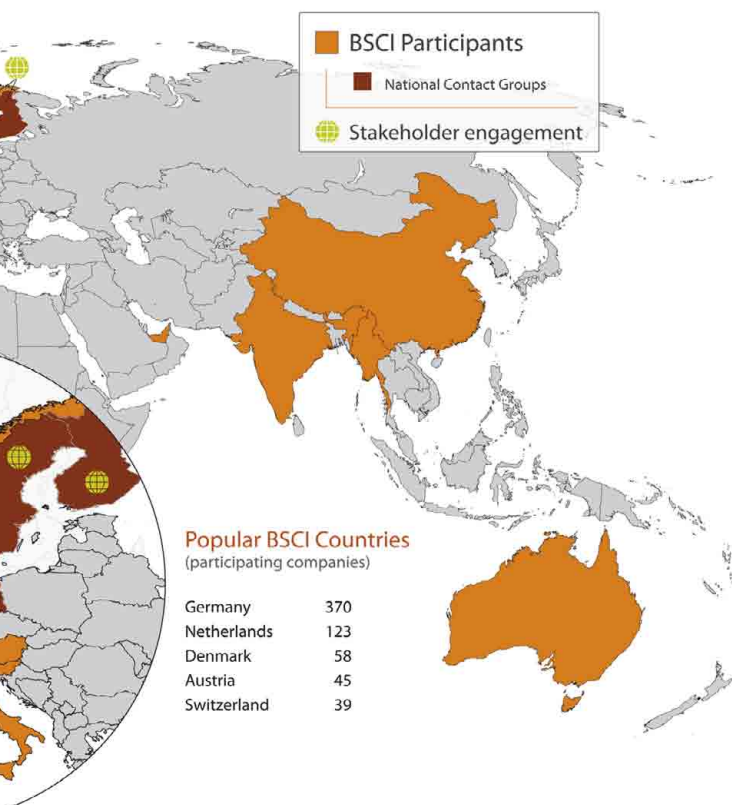 BSCI Participants
National Contact Groups
Stakeholder engagement
Popular BSCI Countries
(participating companies)
Germany 370
Netherlands 123
Denmark 58
Austria 45
Switzerland 39